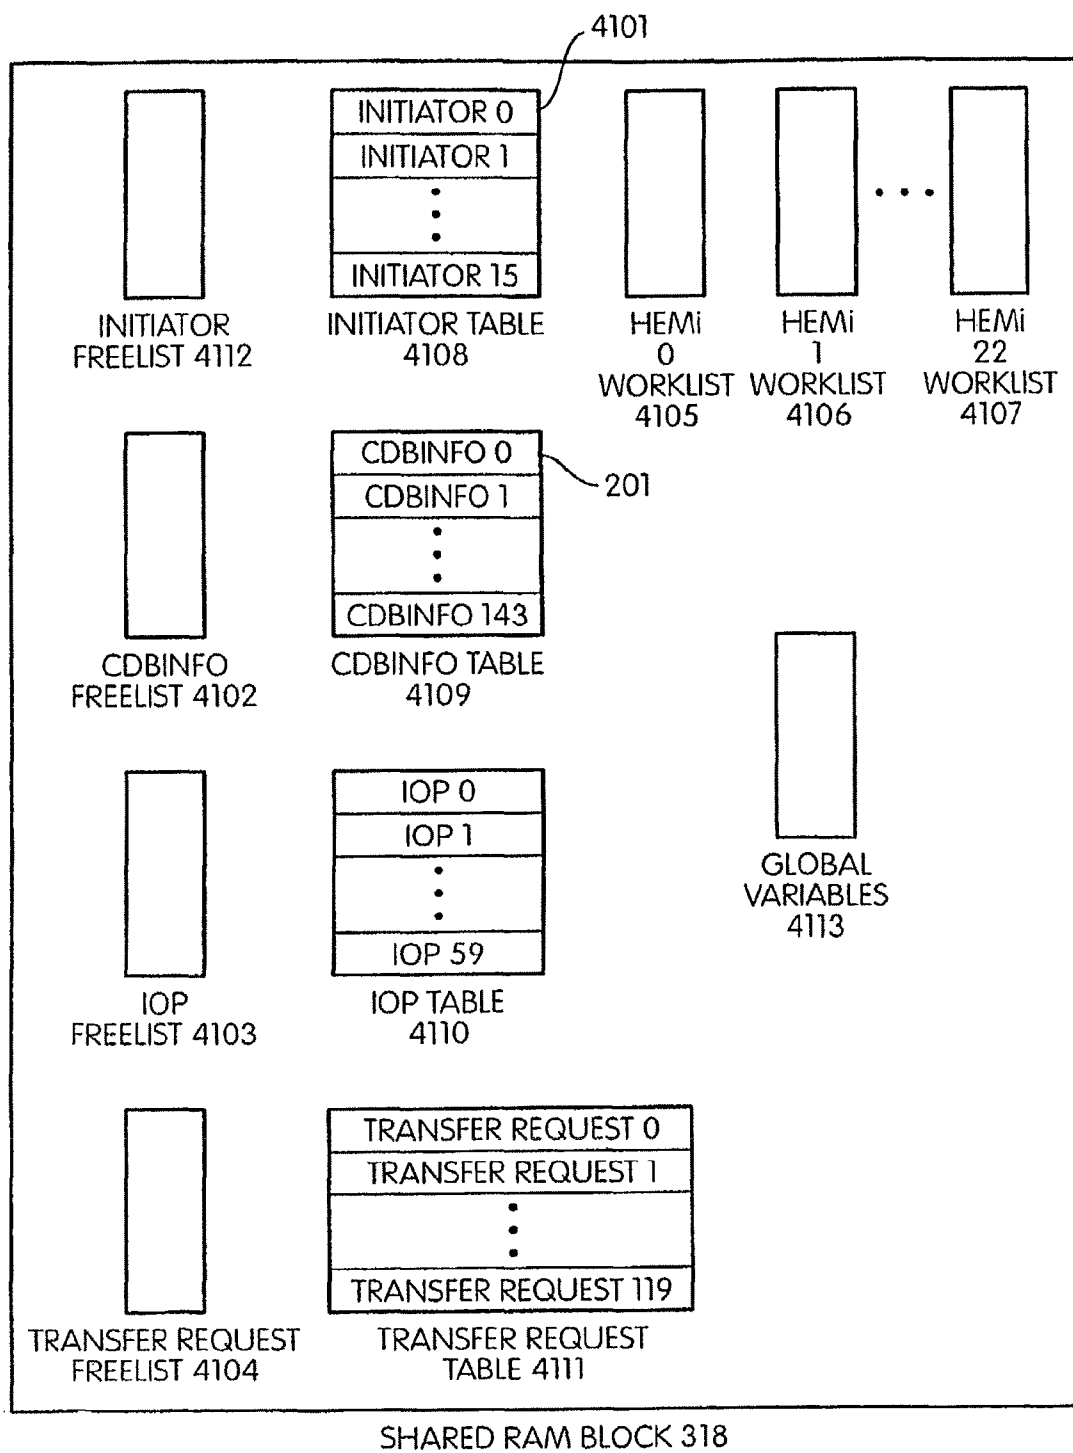 4101
INITIATOR 0
INITIATOR 1
INITIATOR 15
INITIATOR
FREELIST 4112
INITIATOR TABLE
4108
HEMi
0
WORKLIST
4105
HEMi
1
WORKLIST
4106
HEMi
22
WORKLIST
4107
CDBINFO 0
201
CDBINFO 1
CDBINFO 143
CDBINFO
FREELIST 4102
CDBINFO TABLE
4109
IOP 0
IOP 1
IOP 59
IOP
FREELIST 4103
IOP TABLE
4110
GLOBAL
VARIABLES
4113
TRANSFER REQUEST 0
TRANSFER REQUEST 1
TRANSFER REQUEST 119
TRANSFER REQUEST
FREELIST 4104
TRANSFER REQUEST
TABLE 4111
SHARED RAM BLOCK 318